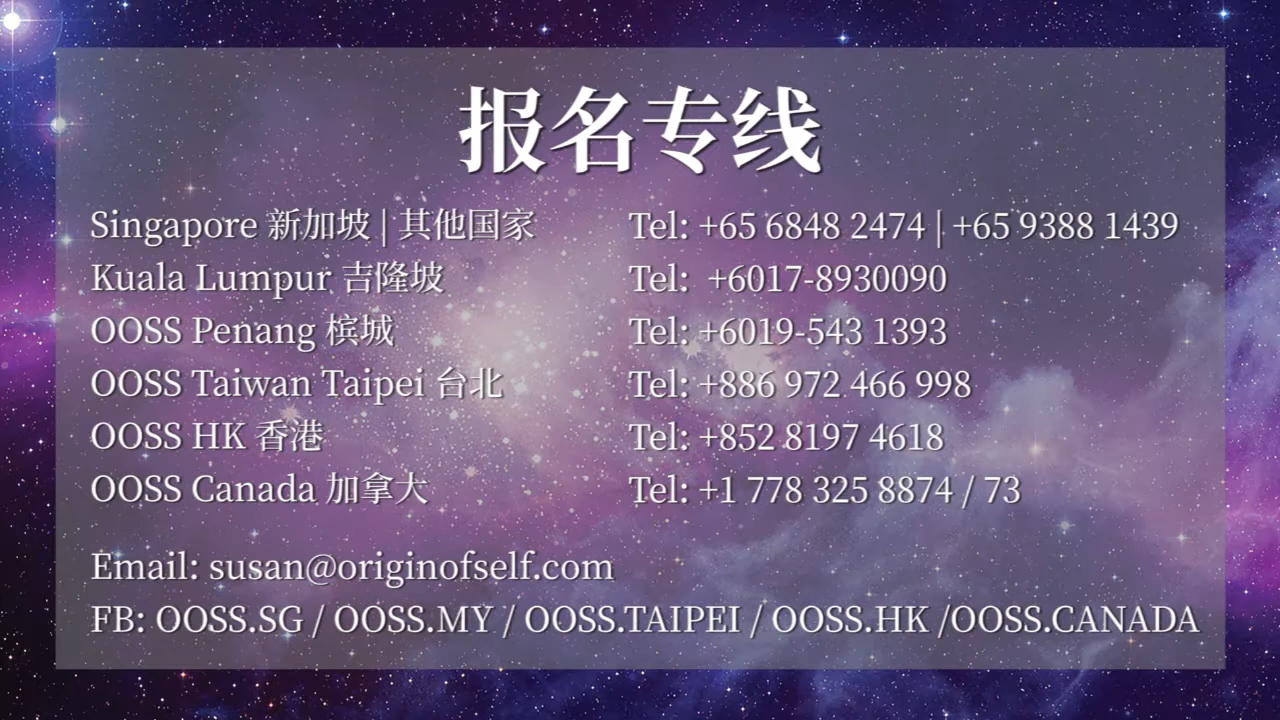 报名专线
Singapore 新加坡 | 其他国家 Tel: +65 6848 2474 | +65 9388 1439
Kuala Lumpur 吉隆坡 Tel: +6017-8930090
OOSS Penang 槟城 Tel: +6019-543 1393
OOSS Taiwan Taipei 台北 Tel: +886 972 466 998
OOSS HK 香港 Tel: +852 8197 4618
OOSS Canada 加拿大 Tel: +1 778 325 8874 / 73
Email: susan@originofself.com
FB: OOSS.SG / OOSS.MY / OOSS.TAIPEI / OOSS.HK /OOSS.CANADA